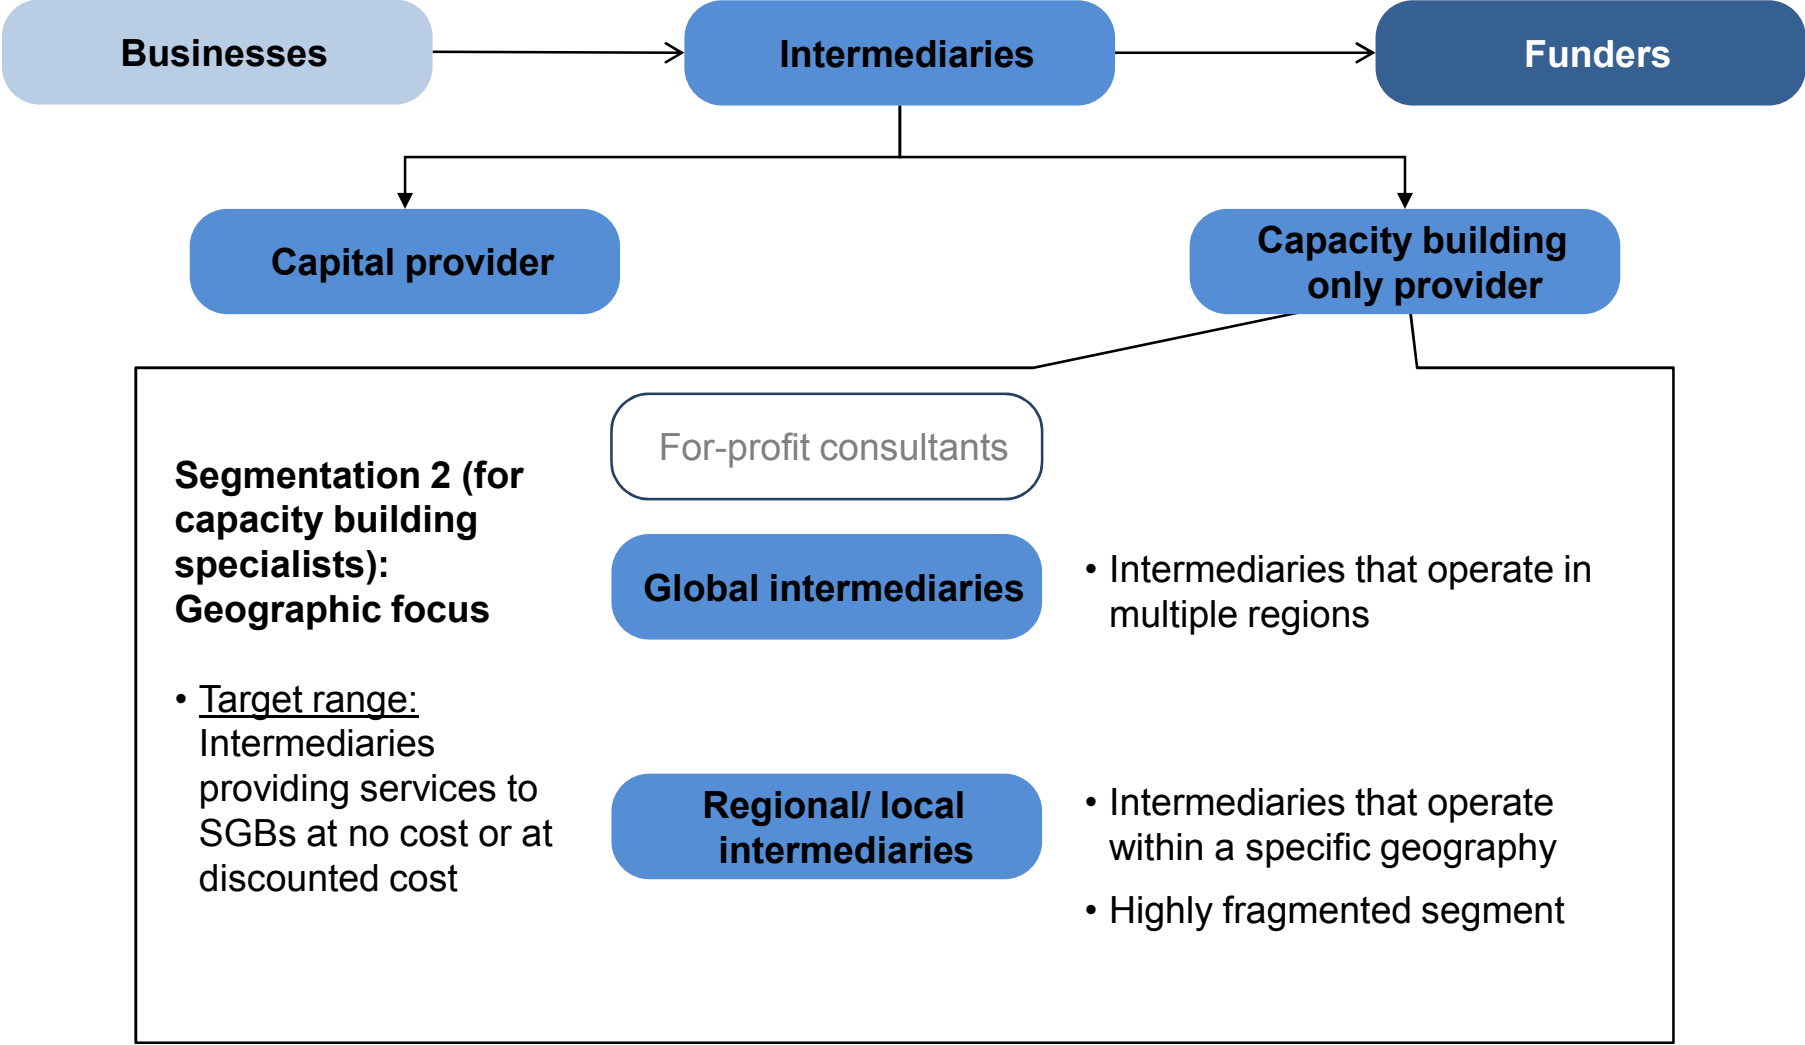 Businesses
Intermediaries
Funders
Capital provider
Capacity building
only provider
Segmentation 2 (for
capacity building
specialists):
Geographic focus
• Target range:
Intermediaries
providing services to
SGBs at no cost or at
discounted cost
For-profit consultants
Global intermediaries
• Intermediaries that operate in
multiple regions
Regional/ local
intermediaries
• Intermediaries that operate
within a specific geography
• Highly fragmented segment